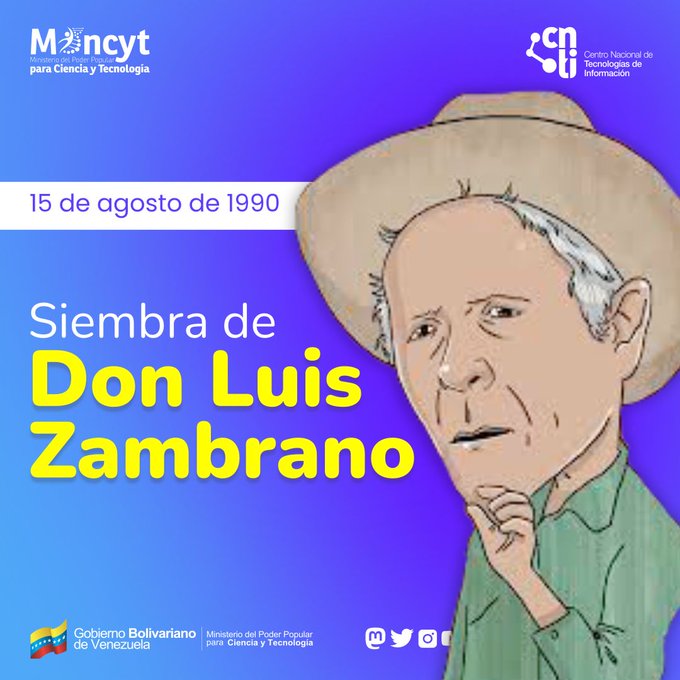 Mincyt
Ministerio del Poder Popular
para Ciencia y Tecnología
cnti
Centro Nacional de
Tecnologías de
Información
15 de agosto de 1990
Siembra de
Don Luis
Zambrano
Gobierno Bolivariano
de Venezuela
Ministerio del Poder Popular
para Ciencia y Tecnología